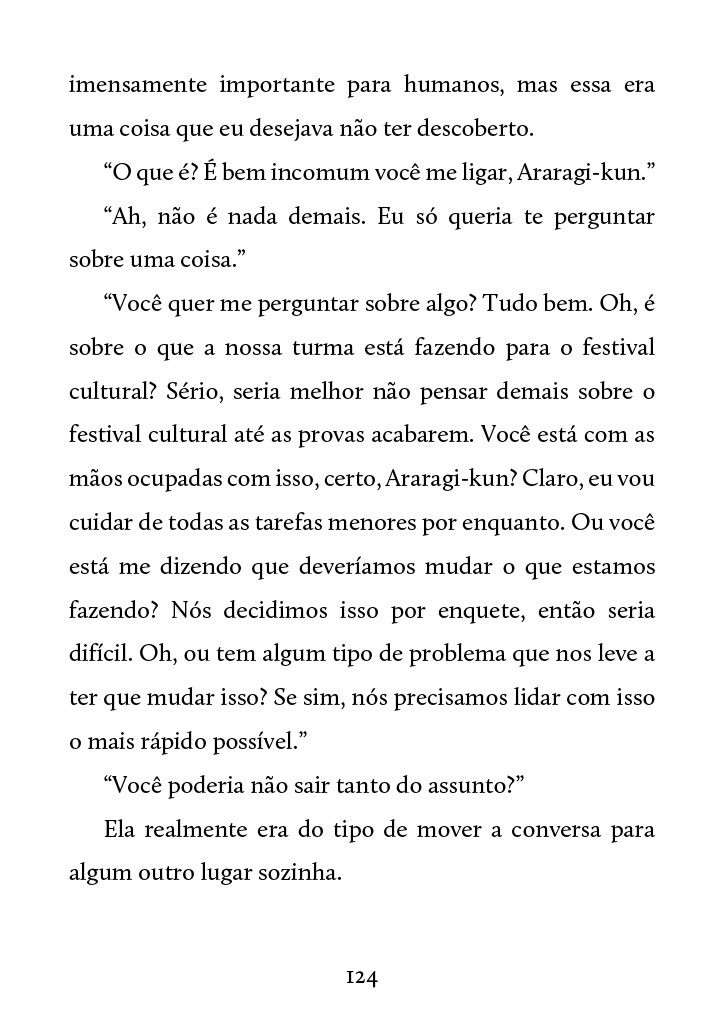 imensamente importante para humanos, mas essa era
uma coisa que eu desejava não ter descoberto.
“O que é? É bem incomum você me ligar, Araragi-kun.”
“Ah, não é nada demais. Eu só queria te perguntar
sobre uma coisa.”
“Você quer me perguntar sobre algo? Tudo bem. Oh, é
sobre o que a nossa turma está fazendo para o festival
cultural? Sério, seria melhor não pensar demais sobre o
festival cultural até as provas acabarem. Você está com as
mãos ocupadas com isso, certo, Araragi-kun? Claro, eu vou
cuidar de todas as tarefas menores por enquanto. Ou você
está me dizendo que deveríamos mudar o que estamos
fazendo? Nós decidimos isso por enquete, então seria
difícil. Oh, ou tem algum tipo de problema que nos leve a
ter que mudar isso? Se sim, nós precisamos lidar com isso
o mais rápido possível.”
“Você poderia não sair tanto do assunto?”
Ela realmente era do tipo de mover a conversa para
algum outro lugar sozinha.
124